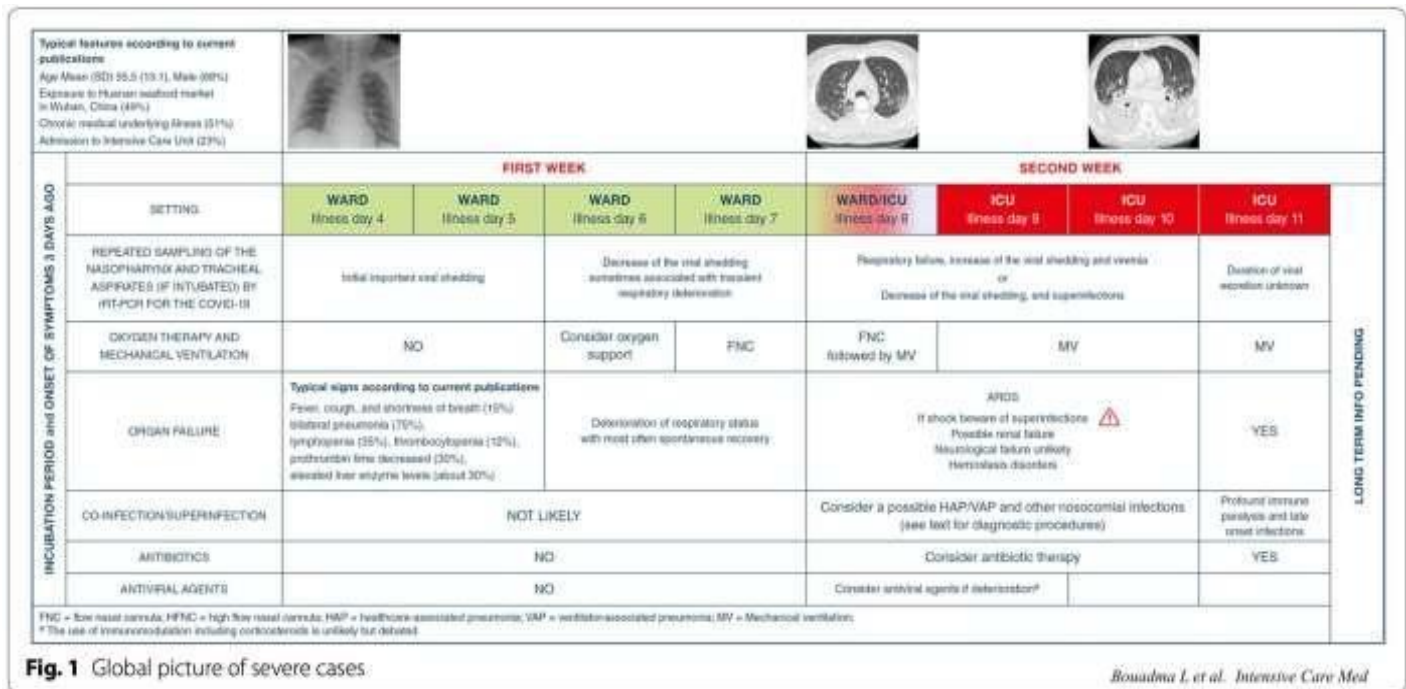 Typical features according to current
publications
Age Mean (SD) 55.5 (13.1), Male (68%)
Exposure to Huanan seafood market
in Wuhan, China (49%)
Chronic medical underlying illness (51%)
Admission to Intensive Care Unit (23%)
FIRST WEEK
SECOND WEEK
INCUBATION PERIOD and ONSET OF SYMPTOMS 3 DAYS AGO
SETTING
WARD
Illness day 4
WARD
Illness day 5
WARD
Illness day 6
WARD
Illness day 7
WARD/ICU
Illness day 8
ICU
Illness day 9
ICU
Illness day 10
ICU
Illness day 11
REPEATED SAMPLING OF THE
NASOPHARYNX AND TRACHEAL
ASPIRATES (IF INTUBATED) BY
rRT-PCR FOR THE COVID-19
Initial important viral shedding
Decrease of the viral shedding
sometimes associated with transient
respiratory deterioration
Respiratory failure, increase of the viral shedding and viremia
or
Decrease of the viral shedding, and superinfections
Duration of viral
excretion unknown
OXYGEN THERAPY AND
MECHANICAL VENTILATION
NO
Consider oxygen
support
FNC
FNC
followed by MV
MV
MV
ORGAN FAILURE
Typical signs according to current publications
Fever, cough, and shortness of breath (15%)
bilateral pneumonia (75%),
lymphopenia (35%), thrombocytopenia (12%),
prothrombin time decreased (30%),
elevated liver enzyme levels (about 30%)
Deterioration of respiratory status
with most often spontaneous recovery
ARDS
If shock beware of superinfections
Possible renal failure
Neurological failure unlikely
Hemostasis disorders
YES
CO-INFECTION/SUPERINFECTION
NOT LIKELY
Consider a possible HAP/VAP and other nosocomial infections
(see text for diagnostic procedures)
Profound immune
paralysis and late
onset infections
ANTIBIOTICS
NO
Consider antibiotic therapy
YES
ANTIVIRAL AGENTS
NO
Consider antiviral agents if deterioration#
LONG TERM INFO PENDING
FNC = flow nasal cannula; HFNC = high flow nasal cannula; HAP = healthcare-associated pneumonia; VAP = ventilator-associated pneumonia; MV = Mechanical ventilation;
# The use of immunomodulation including corticosteroids is unlikely but debated
Fig. 1 Global picture of severe cases
Bouadma L et al. Intensive Care Med